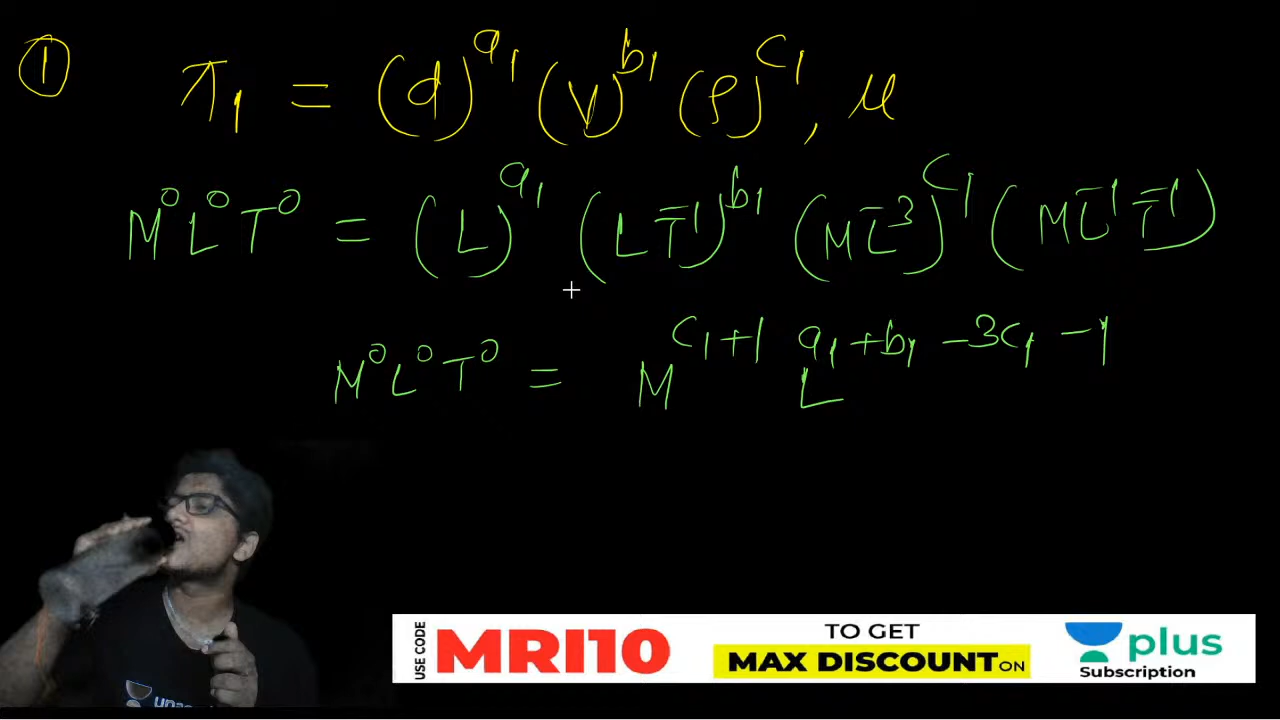 ① π₁ = (d)^a₁ (V)^b₁ (ρ)^c₁, μ
M⁰L⁰T⁰ = (L)^a₁ (LT⁻¹)^b₁ (ML⁻³)^c₁ (ML⁻¹T⁻¹)
M⁰L⁰T⁰ = M^c₁+1 L^a₁+b₁-3c₁-1
USE CODE MRI10 TO GET MAX DISCOUNT ON plus Subscription